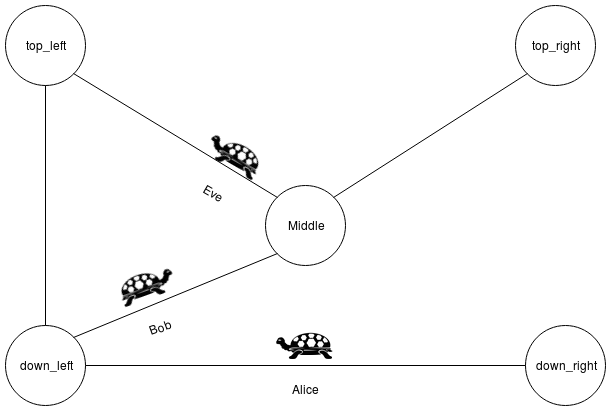 top_left
top_right
Eve
Middle
Bob
down_left
down_right
Alice